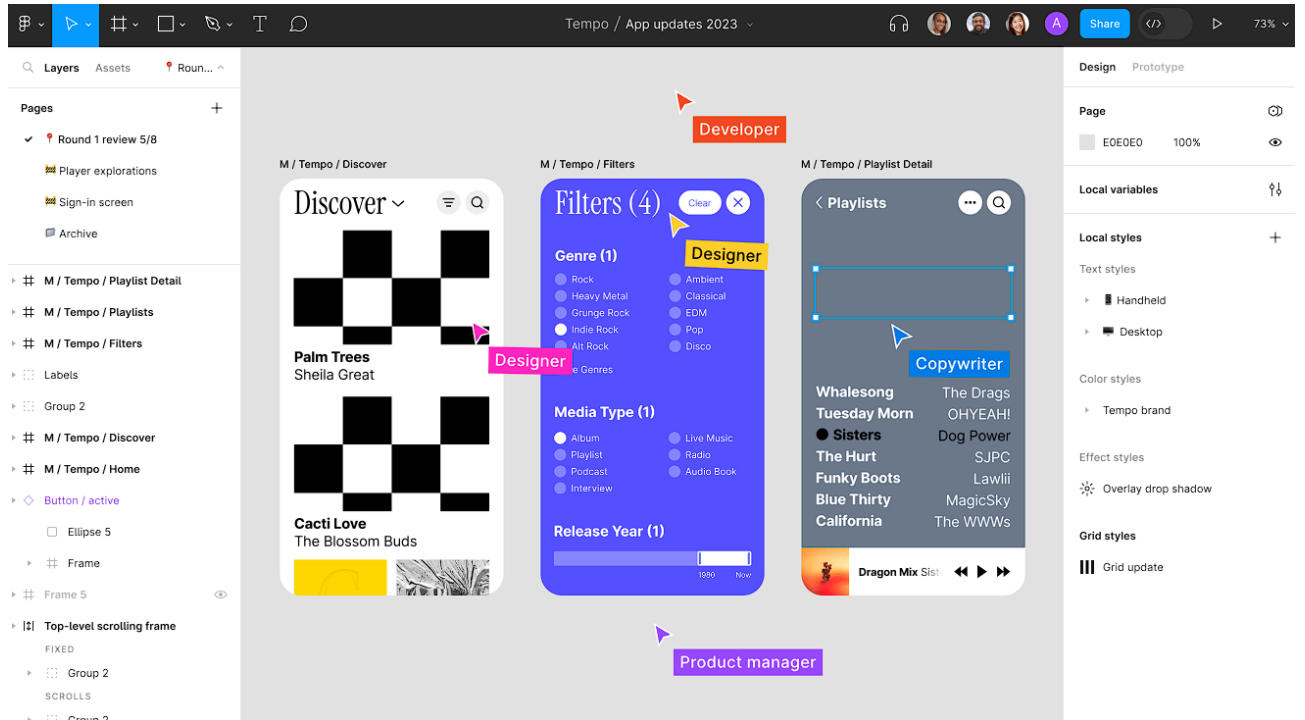 Tempo / App updates 2023
A
Share
</>
73%
Layers Assets Roun...
Pages
Round 1 review 5/8
Player explorations
Sign-in screen
Archive
M / Tempo / Playlist Detail
M / Tempo / Playlists
M / Tempo / Filters
Labels
Group 2
M / Tempo / Discover
M / Tempo / Home
Button / active
Ellipse 5
Frame
Frame 5
Top-level scrolling frame
FIXED
Group 2
SCROLLS
Group 2
Developer
M / Tempo / Discover
Discover
Palm Trees
Sheila Great
Cacti Love
The Blossom Buds
Designer
M / Tempo / Filters
Filters (4)
Clear
Designer
Genre (1)
Rock Ambient
Heavy Metal Classical
Grunge Rock EDM
Indie Rock Pop
Alt Rock Disco
e Genres
Media Type (1)
Album Live Music
Playlist Radio
Podcast Audio Book
Interview
Release Year (1)
1980 Now
Product manager
M / Tempo / Playlist Detail
Playlists
Copywriter
Whalesong The Drags
Tuesday Morn OHYEAH!
Sisters Dog Power
The Hurt SJPC
Funky Boots Lawlii
Blue Thirty MagicSky
California The WWWs
Dragon Mix Sist
Design Prototype
Page
E0E0E0 100%
Local variables
Local styles
Text styles
Handheld
Desktop
Color styles
Tempo brand
Effect styles
Overlay drop shadow
Grid styles
Grid update